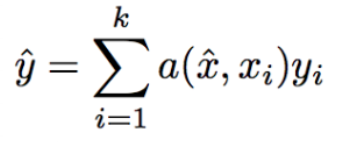 ŷ = ∑_{i=1}^{k} a(x̂, x_i)y_i